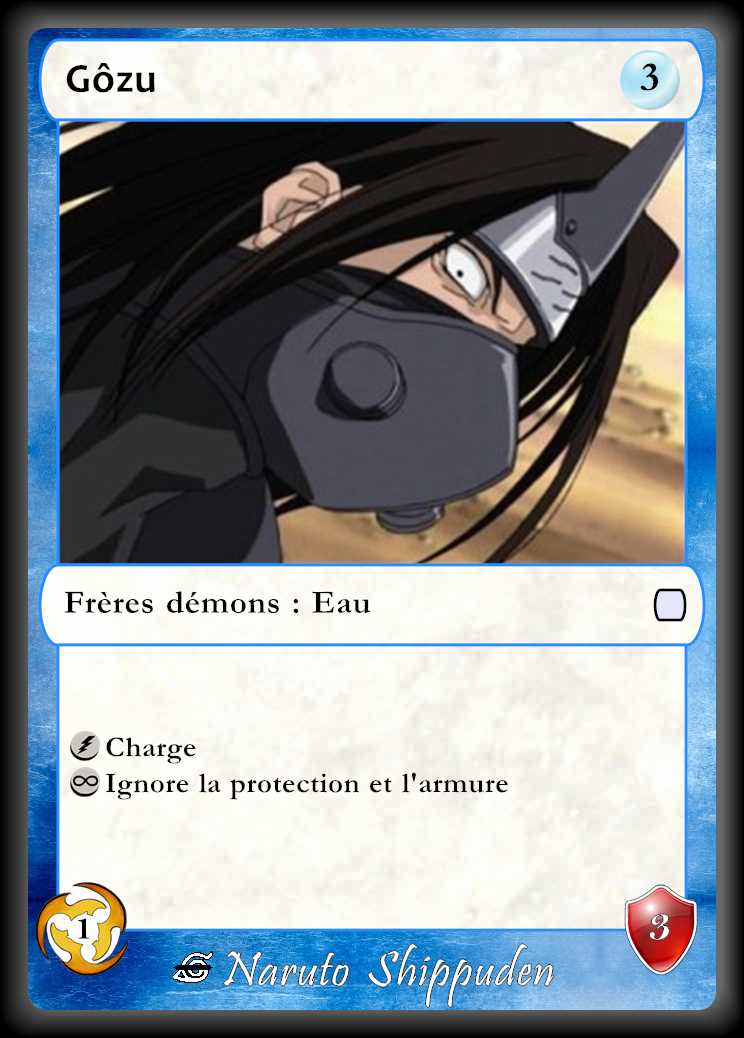 Gôzu
3
Frères démons : Eau
Charge
Ignore la protection et l'armure
1
3
Naruto Shippuden